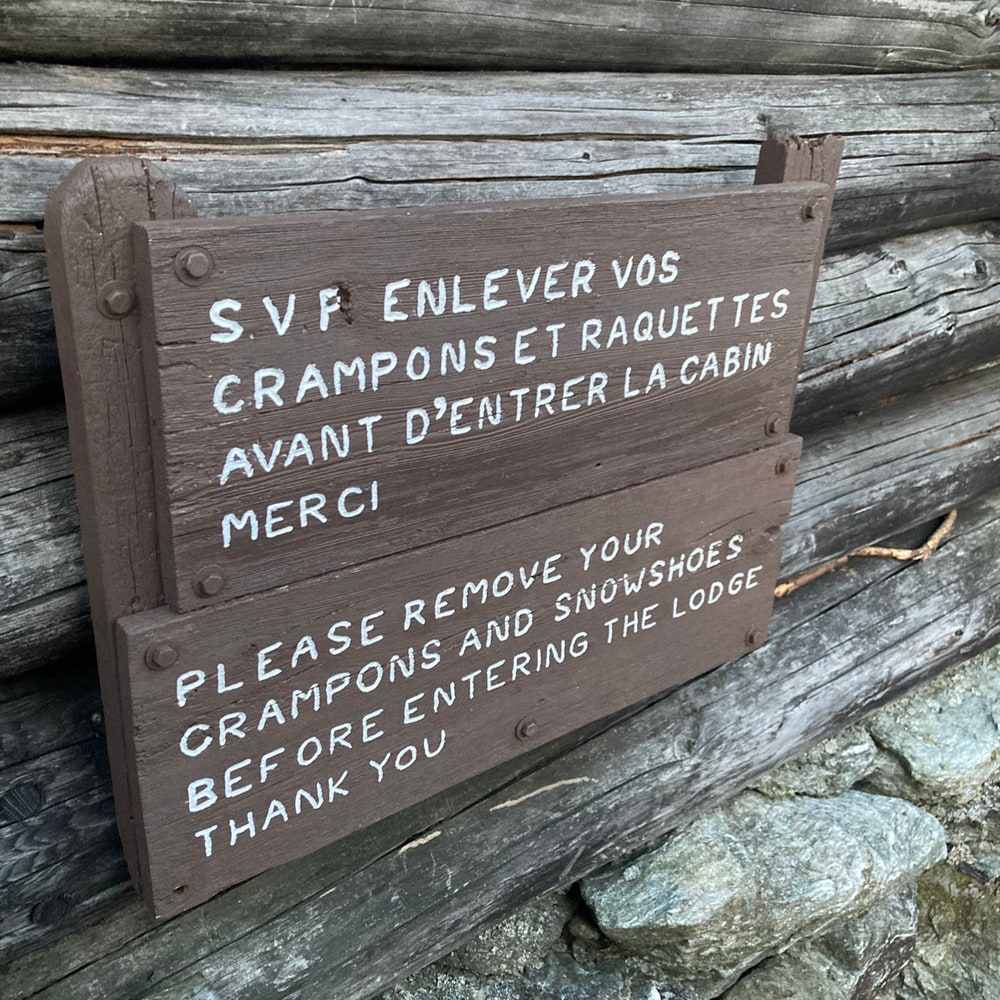 S.V.P ENLEVER VOS
CRAMPONS ET RAQUETTES
AVANT D'ENTRER LA CABIN
MERCI
PLEASE REMOVE YOUR
CRAMPONS AND SNOWSHOES
BEFORE ENTERING THE LODGE
THANK YOU